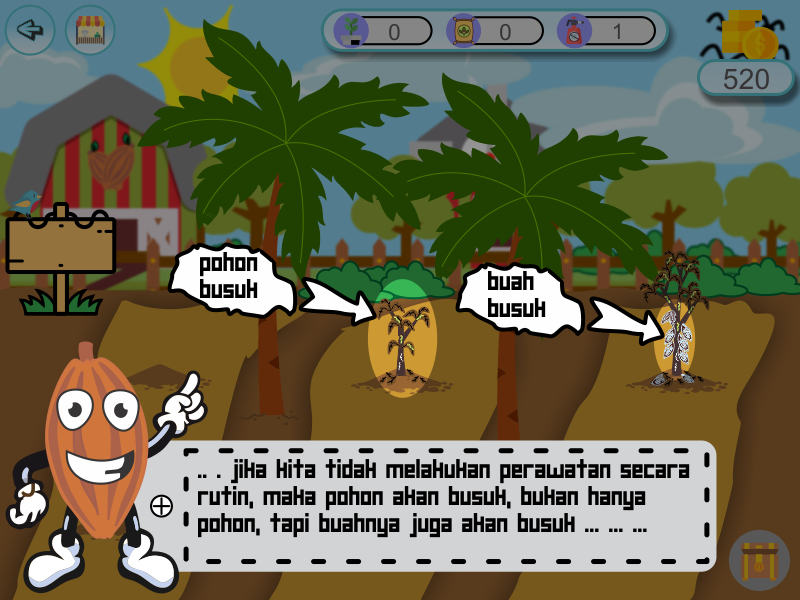 0
0
1
520
pohon
busuk
buah
busuk
.. . jika kita tidak melakukan perawatan secara
rutin, maka pohon akan busuk, bukan hanya
pohon, tapi buahnya juga akan busuk ... ... ...